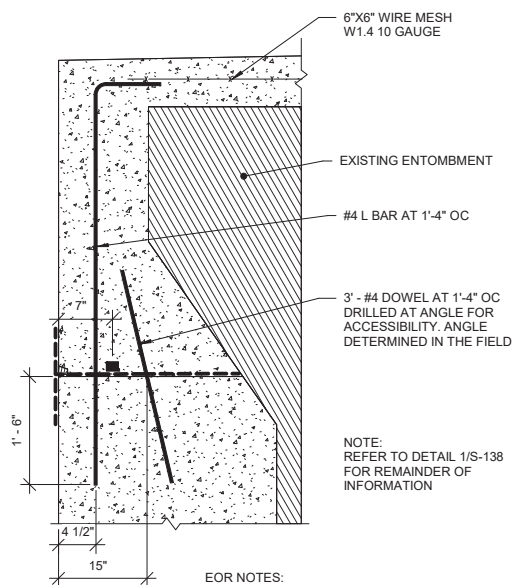 6"X6" WIRE MESH
W1.4 10 GAUGE
EXISTING ENTOMBMENT
#4 L BAR AT 1'-4" OC
7"
3' - #4 DOWEL AT 1'-4" OC
DRILLED AT ANGLE FOR
ACCESSIBILITY. ANGLE
DETERMINED IN THE FIELD
1' - 6"
NOTE:
REFER TO DETAIL 1/S-138
FOR REMAINDER OF
INFORMATION
4 1/2"
15"
EOR NOTES: